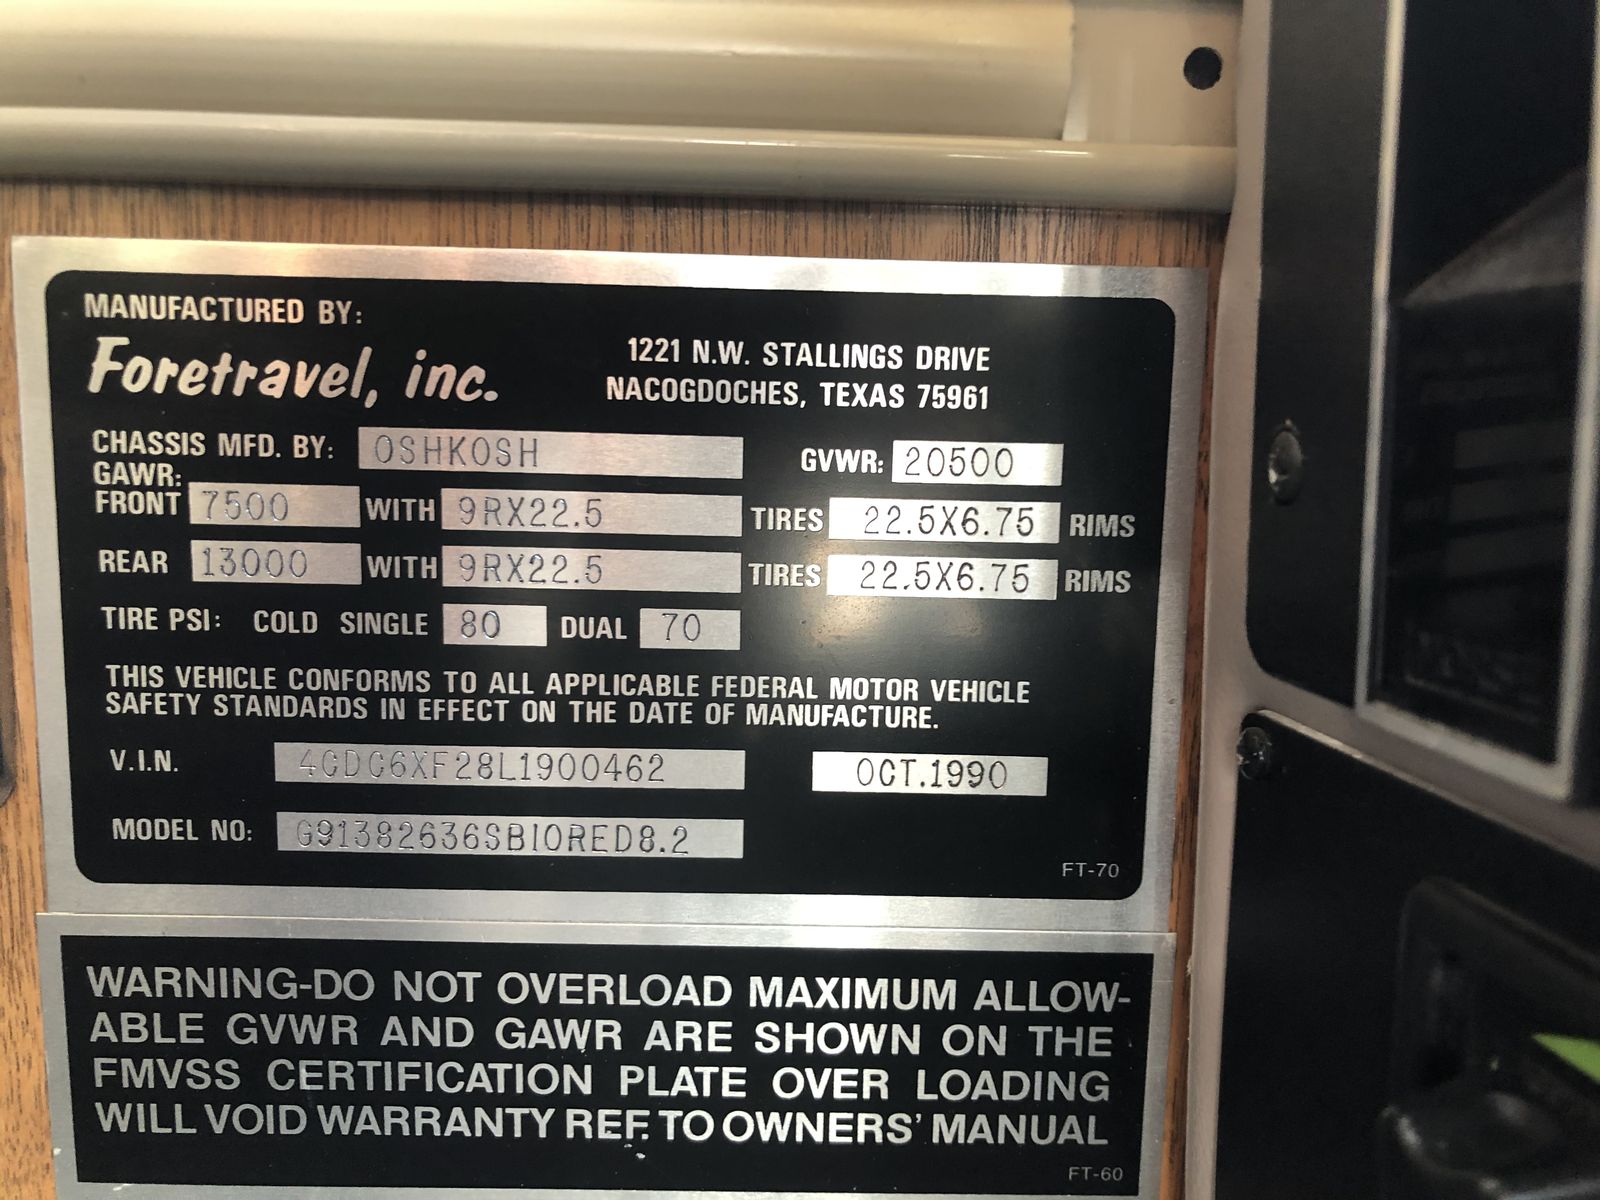 MANUFACTURED BY:
Foretravel, inc.
1221 N.W. STALLINGS DRIVE
NACOGDOCHES, TEXAS 75961
CHASSIS MFD. BY: OSHKOSH GVWR: 20500
GAWR:
FRONT 7500 WITH 9RX22.5 TIRES 22.5X6.75 RIMS
REAR 13000 WITH 9RX22.5 TIRES 22.5X6.75 RIMS
TIRE PSI: COLD SINGLE 80 DUAL 70
THIS VEHICLE CONFORMS TO ALL APPLICABLE FEDERAL MOTOR VEHICLE
SAFETY STANDARDS IN EFFECT ON THE DATE OF MANUFACTURE.
V.I.N. 4CDC6XF28L1900462 OCT.1990
MODEL NO: G91382636SBIORED8.2
FT-70
WARNING-DO NOT OVERLOAD MAXIMUM ALLOW-
ABLE GVWR AND GAWR ARE SHOWN ON THE
FMVSS CERTIFICATION PLATE OVER LOADING
WILL VOID WARRANTY REF. TO OWNERS' MANUAL
FT-60